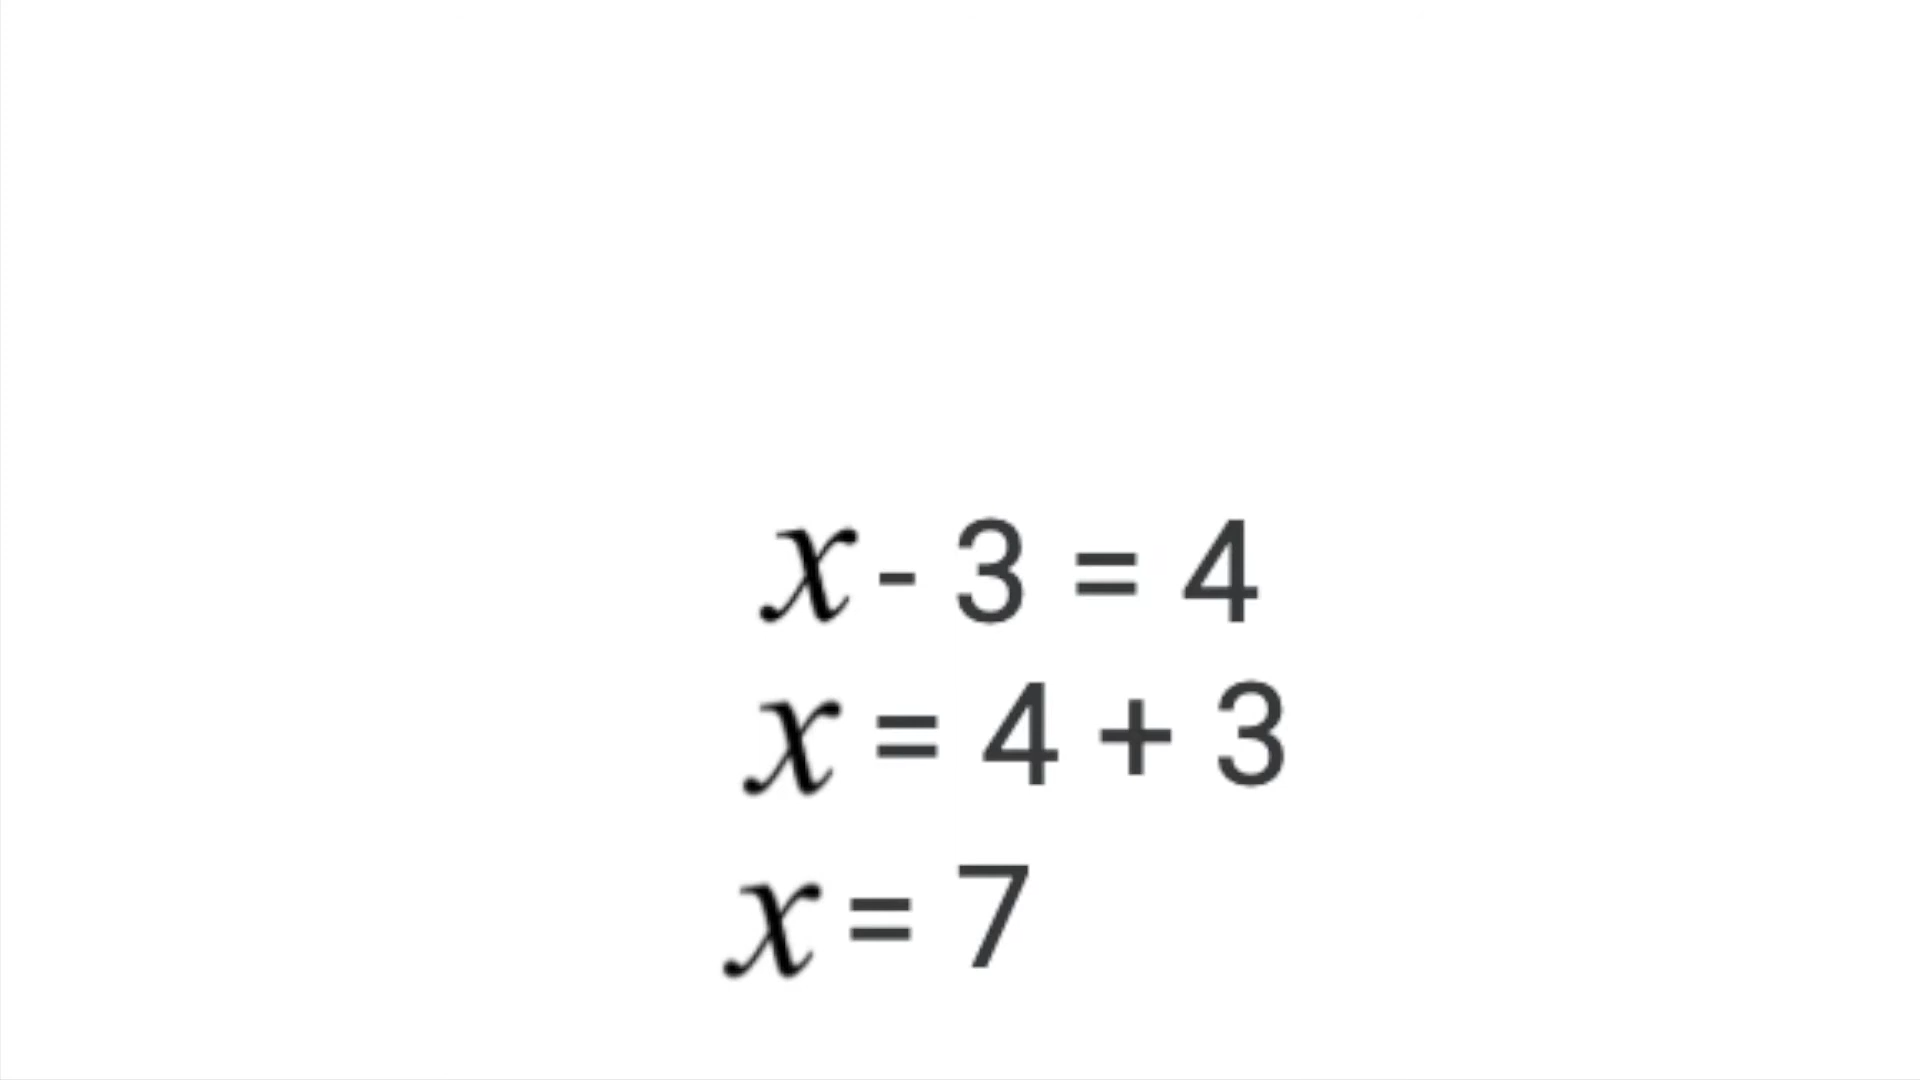 x - 3 = 4
x = 4 + 3
x = 7